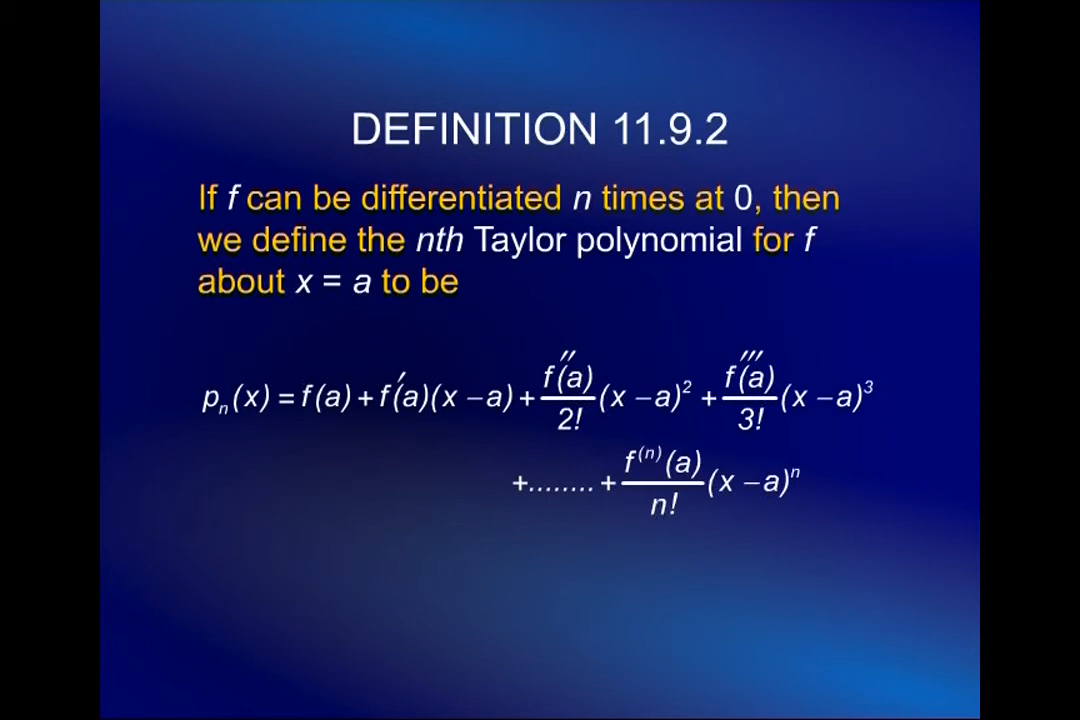 DEFINITION 11.9.2
If f can be differentiated n times at 0, then
we define the nth Taylor polynomial for f
about x = a to be
pₙ(x) = f(a) + f′(a)(x − a) + f″(a)/2! (x − a)² + f‴(a)/3! (x − a)³
+........ + f⁽ⁿ⁾(a)/n! (x − a)ⁿ